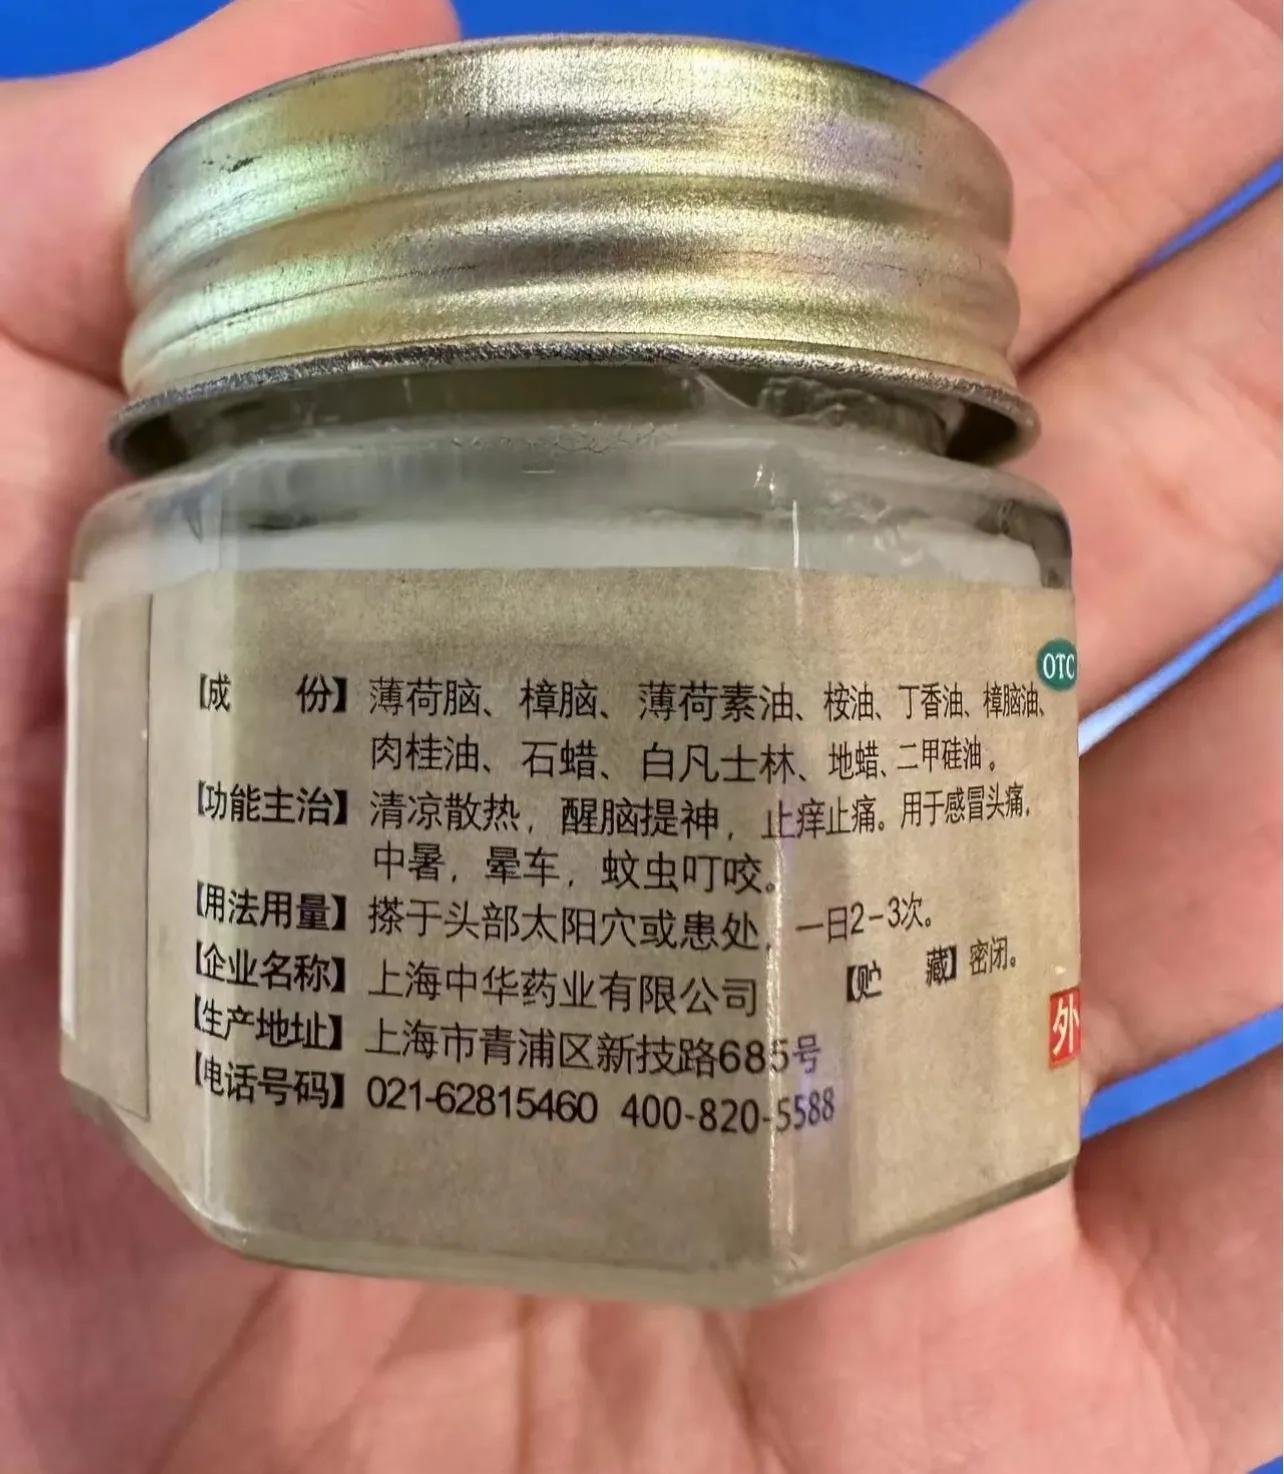 OTC
【成 份】薄荷脑、樟脑、薄荷素油、桉油、丁香油、樟脑油、
肉桂油、石蜡、白凡士林、地蜡、二甲硅油。
【功能主治】清凉散热，醒脑提神，止痒止痛。用于感冒头痛，
中暑，晕车，蚊虫叮咬。
【用法用量】搽于头部太阳穴或患处，一日2-3次。
【企业名称】上海中华药业有限公司 【贮 藏】密闭。
【生产地址】上海市青浦区新技路685号
【电话号码】021-62815460 400-820-5588
外